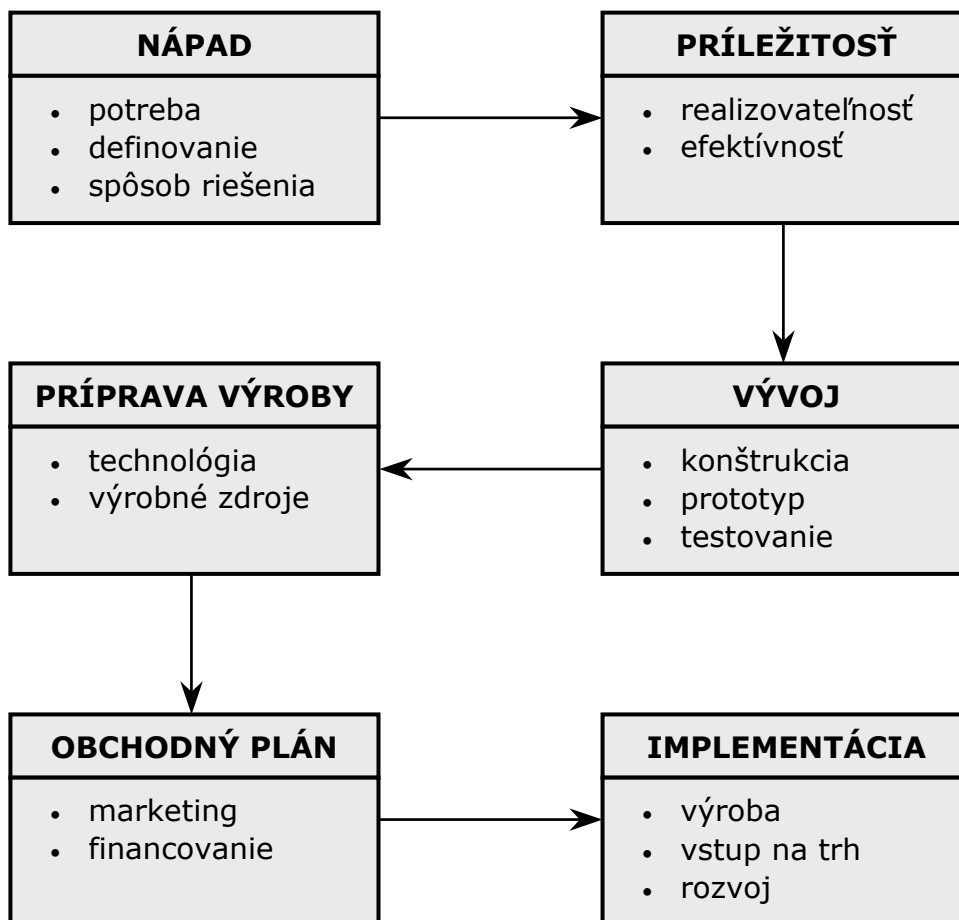 NÁPAD
• potreba
• definovanie
• spôsob riešenia
PRÍLEŽITOSŤ
• realizovateľnosť
• efektívnosť
VÝVOJ
• konštrukcia
• prototyp
• testovanie
PRÍPRAVA VÝROBY
• technológia
• výrobné zdroje
OBCHODNÝ PLÁN
• marketing
• financovanie
IMPLEMENTÁCIA
• výroba
• vstup na trh
• rozvoj